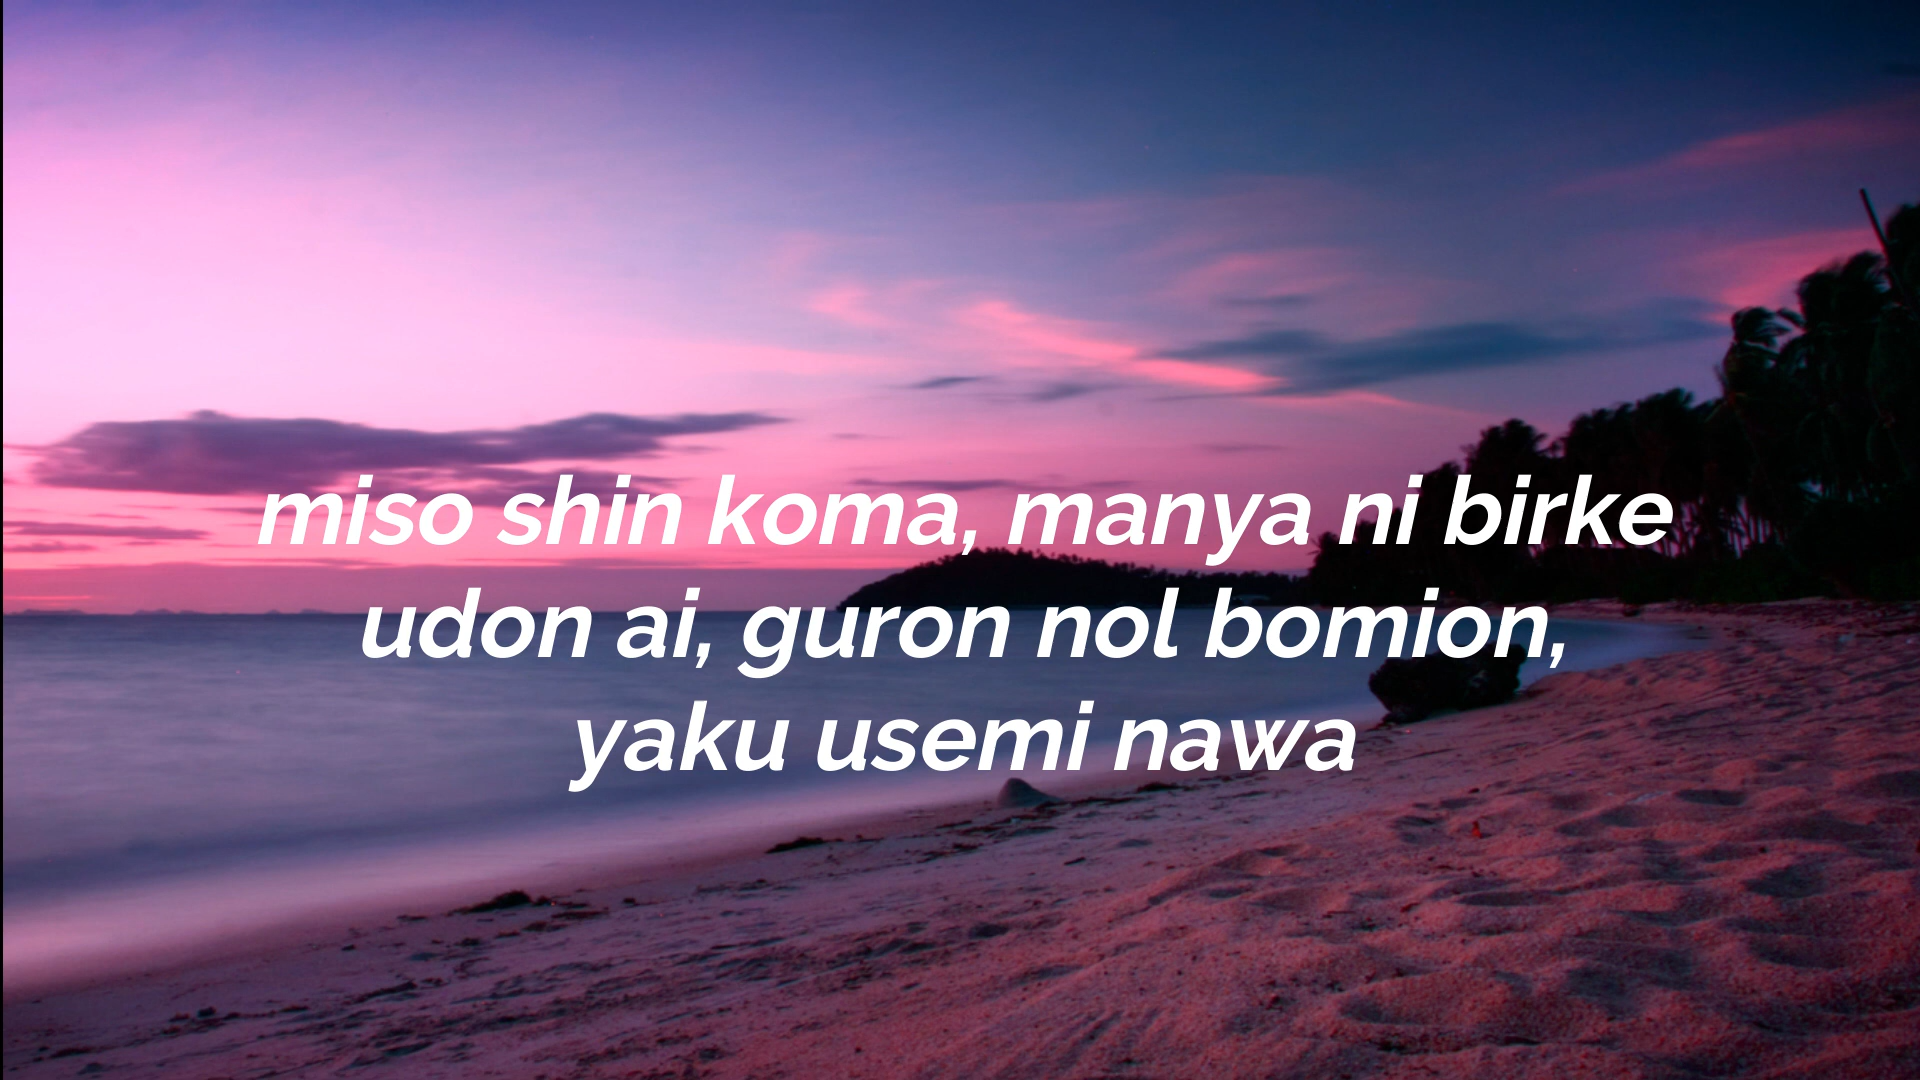 miso shin koma, manya ni birke
udon ai, guron nol bomion,
yaku usemi nawa